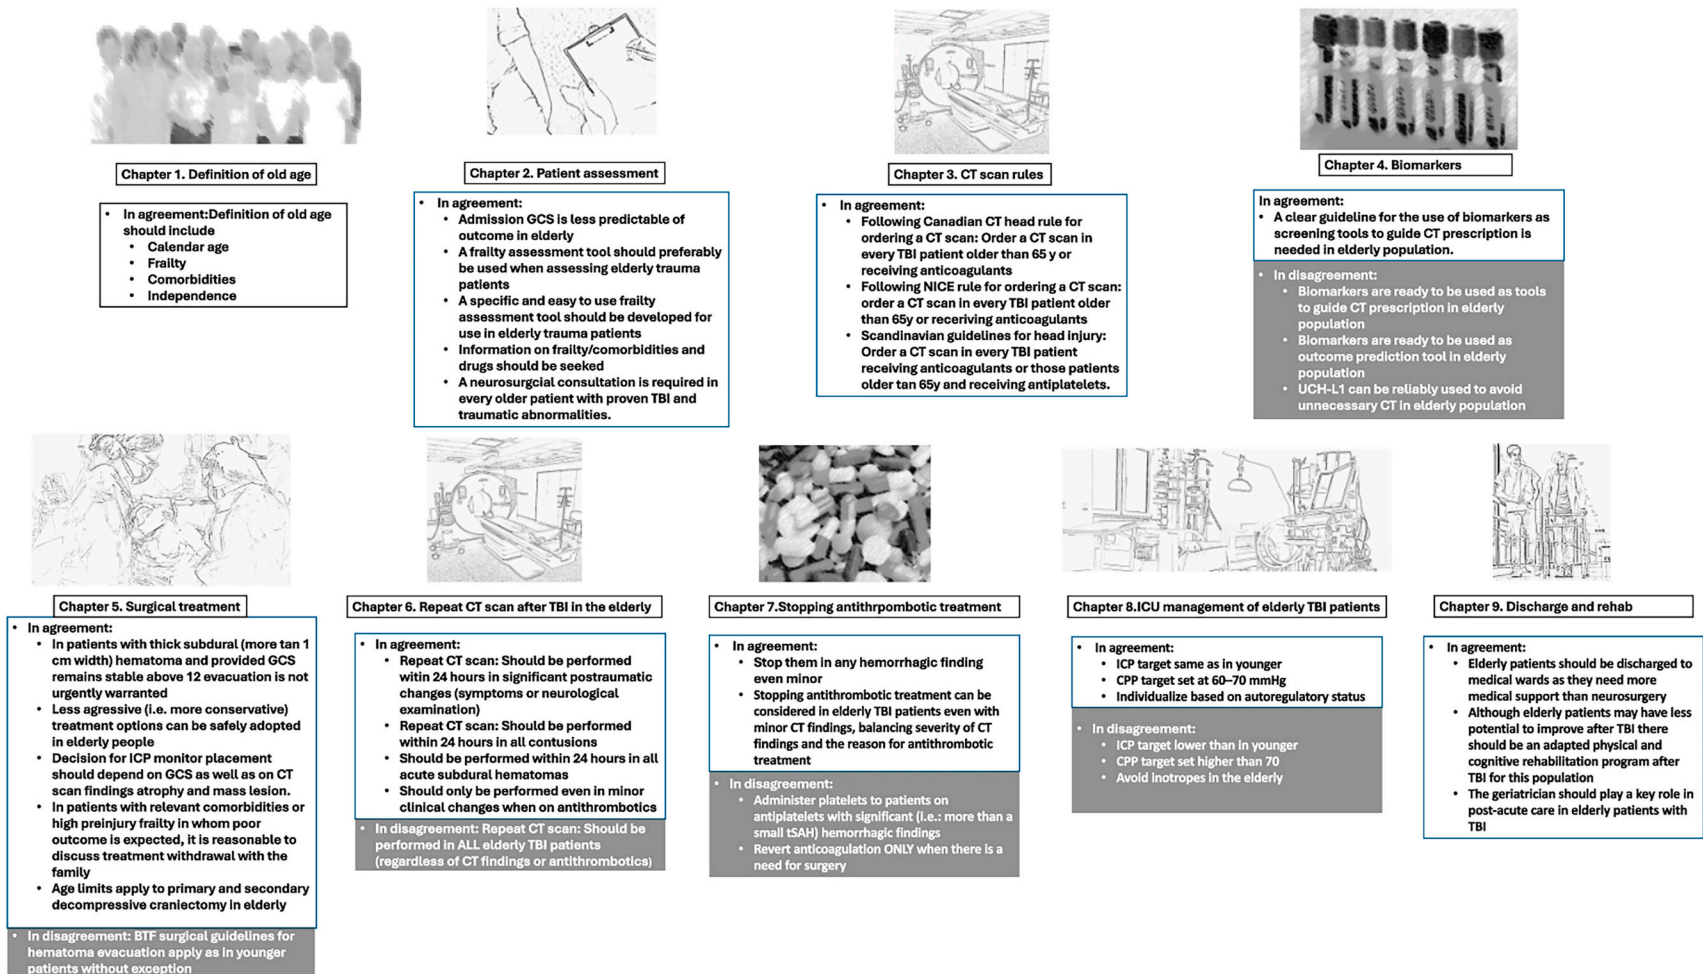 Chapter 1. Definition of old age
• In agreement:Definition of old age
should include
• Calendar age
• Frailty
• Comorbidities
• Independence
Chapter 2. Patient assessment
• In agreement:
• Admission GCS is less predictable of
outcome in elderly
• A frailty assessment tool should preferably
be used when assessing elderly trauma
patients
• A specific and easy to use frailty
assessment tool should be developed for
use in elderly trauma patients
• Information on frailty/comorbidities and
drugs should be seeked
• A neurosurgcial consultation is required in
every older patient with proven TBI and
traumatic abnormalities.
Chapter 3. CT scan rules
In agreement:
• Following Canadian CT head rule for
ordering a CT scan: Order a CT scan in
every TBI patient older than 65 y or
receiving anticoagulants
• Following NICE rule for ordering a CT scan:
order a CT scan in every TBI patient older
than 65y or recerivng anticoagulants
• Scandinavian guidelines for head injury:
Order a CT scan in every TBI patient
receiving anticoagulants or those patients
older tan 65y and receiving antiplatelets.
Chapter 4. Biomarkers
In agreement:
• A clear guideline for the use of biomarkers as
screening tools to guide CT prescription is
needed in elderly population.
• In disagreement:
• Biomarkers are ready to be used as tools
to guide CT prescription in elderly
population
• Biomarkers are ready to be used as
outcome prediction tool in elderly
population
• UCH-L1 can be reliably used to avoid
unnecessary CT in elderly population
Chapter 5. Surgical treatment
• In agreement:
• In patients with thick subdural (more tan 1
cm width) hematoma and provided GCS
remains stable above 12 evacuation is not
urgently warranted
• Less agressive (i.e. more conservative)
treatment options can be safely adopted
in elderly people
• Decision for ICP monitor placement
should depend on GCS as well as on CT
scan findings atrophy and mass lesion.
• In patients with relevant comorbidities or
high preinjury frailty in whom poor
outcome is expected, it is reasonable to
discuss treatment withdrawal with the
family
• Age limits apply to primary and secondary
decompressive craniectomy in elderly
• In disagreement: BTF surgical guidelines for
hematoma evacuation apply as in younger
patients without exception
Chapter 6. Repeat CT scan after TBI in the elderly
• In agreement:
• Repeat CT scan: Should be performed
witin 24 hours in significant postraumatic
changes (symptoms or neurological
examination)
• Repeat CT scan: Should be performed
within 24 hours in all contusions
• Should be performed within 24 hours in all
acute subdural hematomas
• Should only be performed even in minor
clinical changes when on antithrombotics
• In disagreement: Repeat CT scan: Should be
performed in ALL elderly TBI patients
(regardless of CT findings or antithrombotics)
Chapter 7.Stopping antithrpombotic treatment
• In agreement:
• Stop them in any hemorrhagic finding
even minor
• Stopping antithrombotic treatment can be
considered in elderly TBI patients even with
minor CT findings, balancing severity of CT
findings and the reason for antithrombotic
treatment
• In disagreement:
• Administer platelets to patients on
antiplatelets with significant (i.e.: more than a
small tSAH) hemorrhagic findings
• Revert anticoagulation ONLY when there is a
need for surgery
Chapter 8.ICU management of elderly TBI patients
• In agreement:
• ICP target same as in younger
• CPP target set at 60–70 mmHg
• Individualize based on autoregulatory status
• In disagreement:
• ICP target lower than in younger
• CPP target set higher than 70
• Avoid inotropes in the elderly
Chapter 9. Discharge and rehab
• In agreement:
• Elderly patients should be discharged to
medical wards as they need more
medical support than neurosurgery
• Although elderly patients may have less
potential to improve after TBI there
should be an adapted physical and
cognitive rehabilitation program after
TBI for this population
• The geriatrician should play a key role in
post-acute care in elderly patients with
TBI